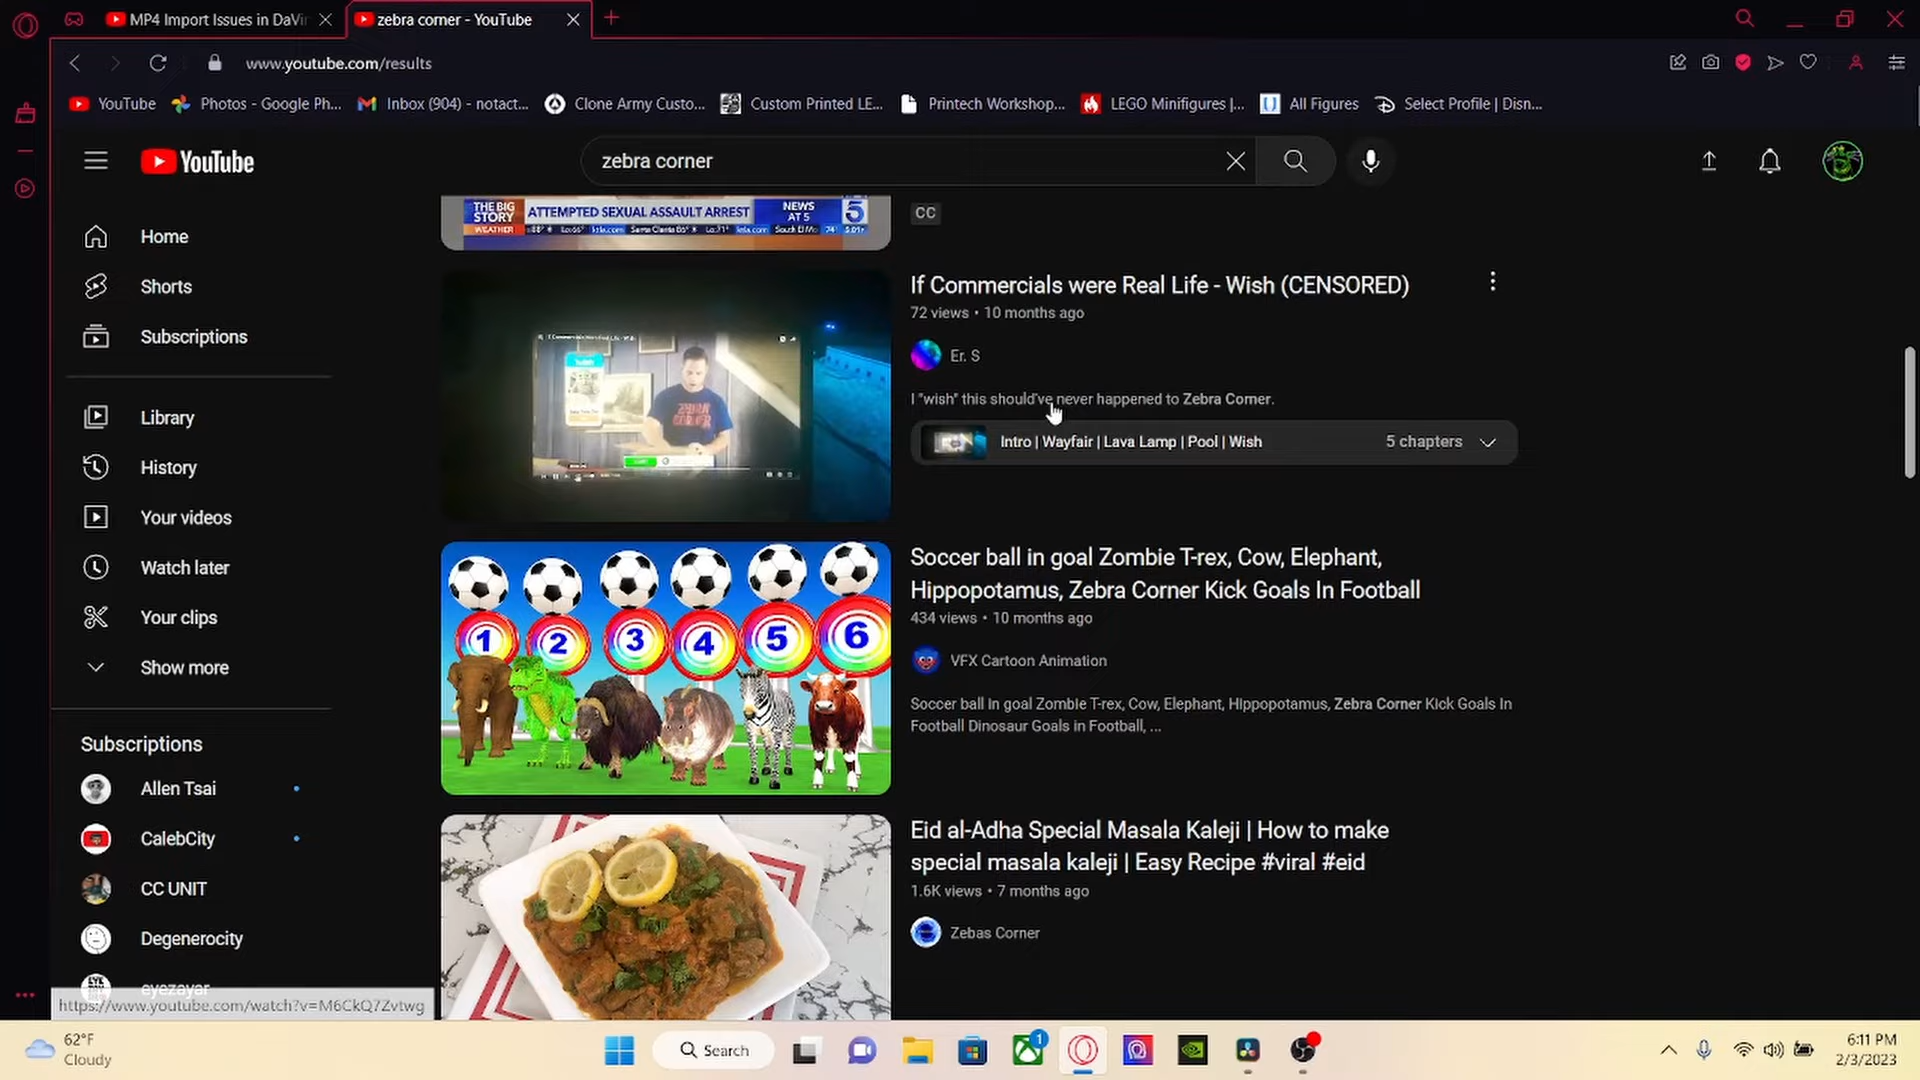 MP4 Import Issues in DaVi
zebra corner - YouTube
www.youtube.com/results
YouTube
Photos - Google Ph...
Inbox (904) - notact...
Clone Army Custo...
Custom Printed LE...
Printech Workshop...
LEGO Minifigures |...
All Figures
Select Profile | Disn...
YouTube
zebra corner
Home
Shorts
Subscriptions
Library
History
Your videos
Watch later
Your clips
Show more
Subscriptions
Allen Tsai
CalebCity
CC UNIT
Degenerocity
eyezayar
https://www.youtube.com/watch?v=M6CkQ7Zvtwg
THE BIG STORY
ATTEMPTED SEXUAL ASSAULT ARREST
NEWS AT 5
5
WEATHER
CC
If Commercials were Real Life - Wish (CENSORED)
72 views • 10 months ago
Er. S
I "wish" this should've never happened to Zebra Corner.
Intro | Wayfair | Lava Lamp | Pool | Wish
5 chapters
ZEBRA CORNER
1 2 3 4 5 6
Soccer ball in goal Zombie T-rex, Cow, Elephant,
Hippopotamus, Zebra Corner Kick Goals In Football
434 views • 10 months ago
VFX Cartoon Animation
Soccer ball In goal Zombie T-rex, Cow, Elephant, Hippopotamus, Zebra Corner Kick Goals In
Football Dinosaur Goals in Football, ...
Eid al-Adha Special Masala Kaleji | How to make
special masala kaleji | Easy Recipe #viral #eid
1.6K views • 7 months ago
Zebas Corner
62°F
Cloudy
Search
1
6:11 PM
2/3/2023